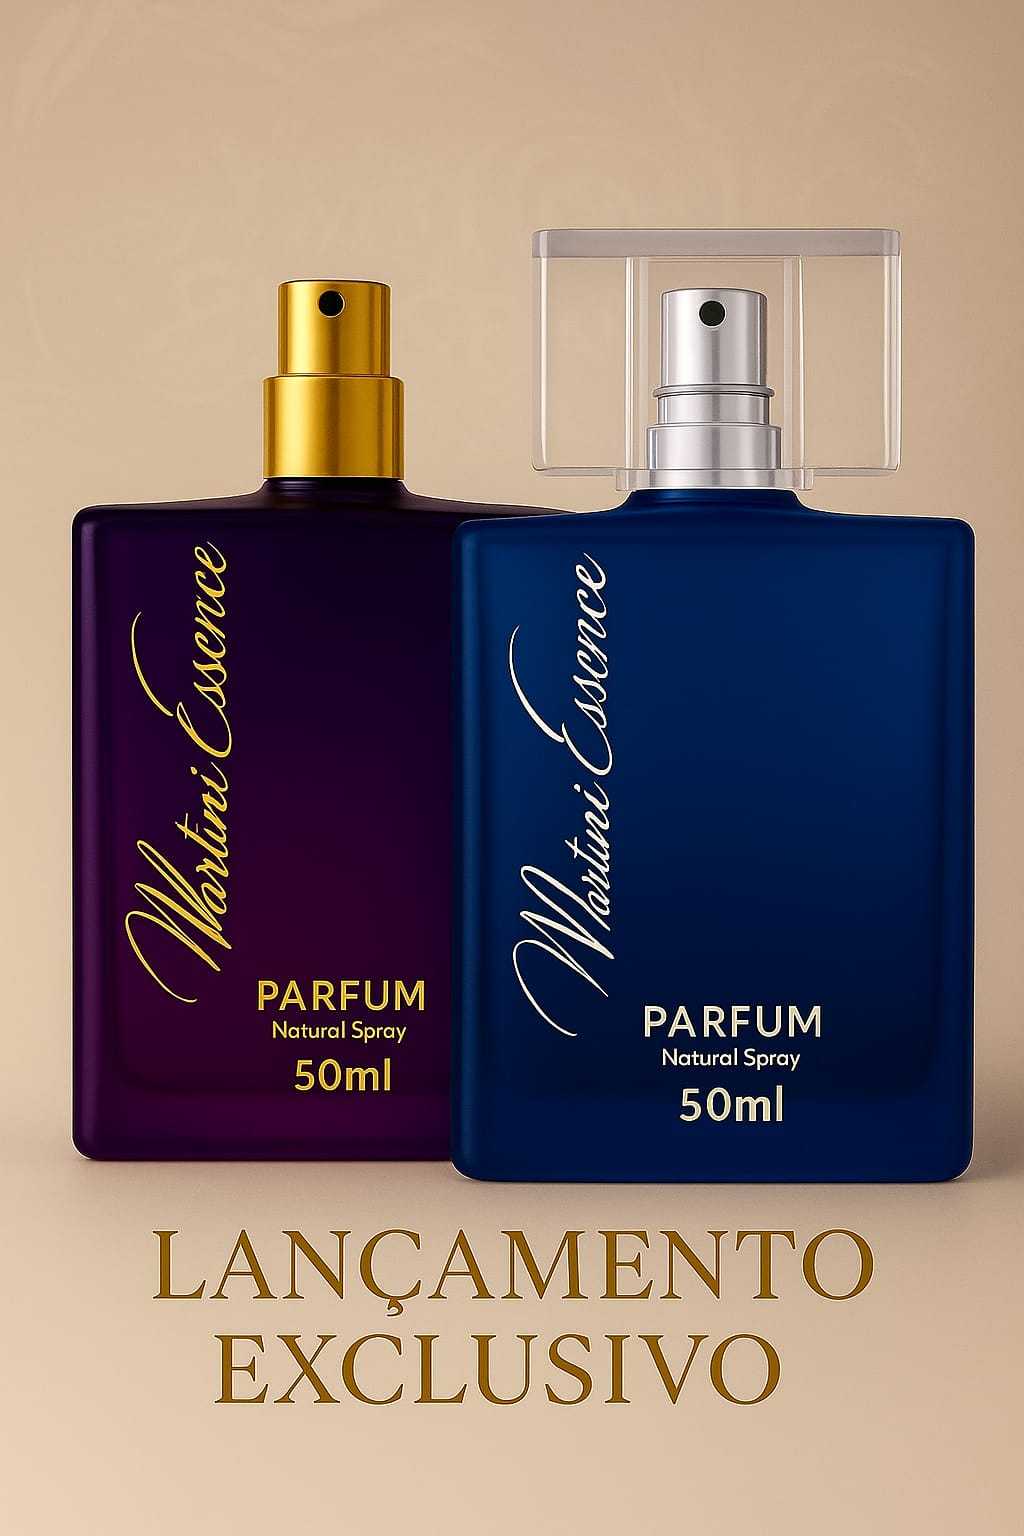 Martini Essence
PARFUM
Natural Spray
50ml
Martini Essence
PARFUM
Natural Spray
50ml
LANÇAMENTO
EXCLUSIVO